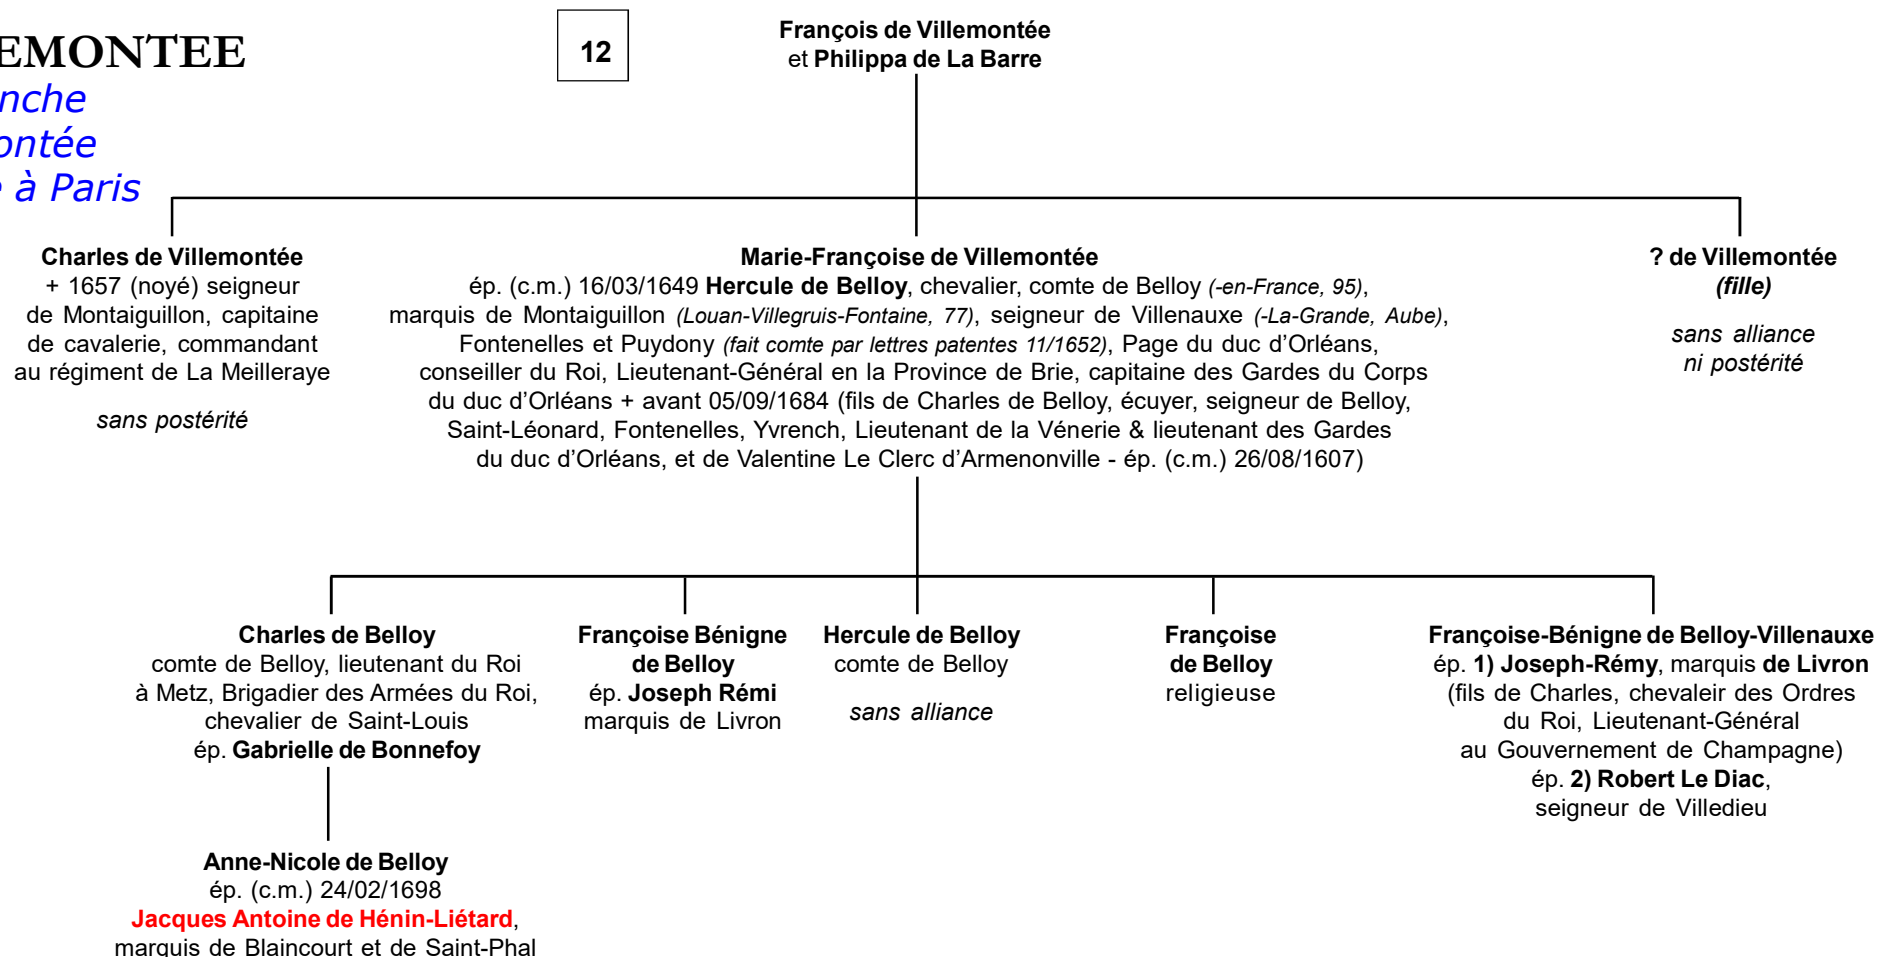 EMONTEE
nche
ontée
à Paris
12
François de Villemontée
et Philippa de La Barre
Charles de Villemontée
+ 1657 (noyé) seigneur
de Montaiguillon, capitaine
de cavalerie, commandant
au régiment de La Meilleraye
sans postérité
Marie-Françoise de Villemontée
ép. (c.m.) 16/03/1649 Hercule de Belloy, chevalier, comte de Belloy (-en-France, 95),
marquis de Montaiguillon (Louan-Villegruis-Fontaine, 77), seigneur de Villenauxe (-La-Grande, Aube),
Fontenelles et Puydony (fait comte par lettres patentes 11/1652), Page du duc d’Orléans,
conseiller du Roi, Lieutenant-Général en la Province de Brie, capitaine des Gardes du Corps
du duc d’Orléans + avant 05/09/1684 (fils de Charles de Belloy, écuyer, seigneur de Belloy,
Saint-Léonard, Fontenelles, Yvrench, Lieutenant de la Vénerie & lieutenant des Gardes
du duc d’Orléans, et de Valentine Le Clerc d’Armenonville - ép. (c.m.) 26/08/1607)
? de Villemontée
(fille)
sans alliance
ni postérité
Charles de Belloy
comte de Belloy, lieutenant du Roi
à Metz, Brigadier des Armées du Roi,
chevalier de Saint-Louis
ép. Gabrielle de Bonnefoy
Françoise Bénigne
de Belloy
ép. Joseph Rémi
marquis de Livron
Hercule de Belloy
comte de Belloy
sans alliance
Françoise
de Belloy
religieuse
Françoise-Bénigne de Belloy-Villenauxe
ép. 1) Joseph-Rémy, marquis de Livron
(fils de Charles, chevaleir des Ordres
du Roi, Lieutenant-Général
au Gouvernement de Champagne)
ép. 2) Robert Le Diac,
seigneur de Villedieu
Anne-Nicole de Belloy
ép. (c.m.) 24/02/1698
Jacques Antoine de Hénin-Liétard,
marquis de Blaincourt et de Saint-Phal